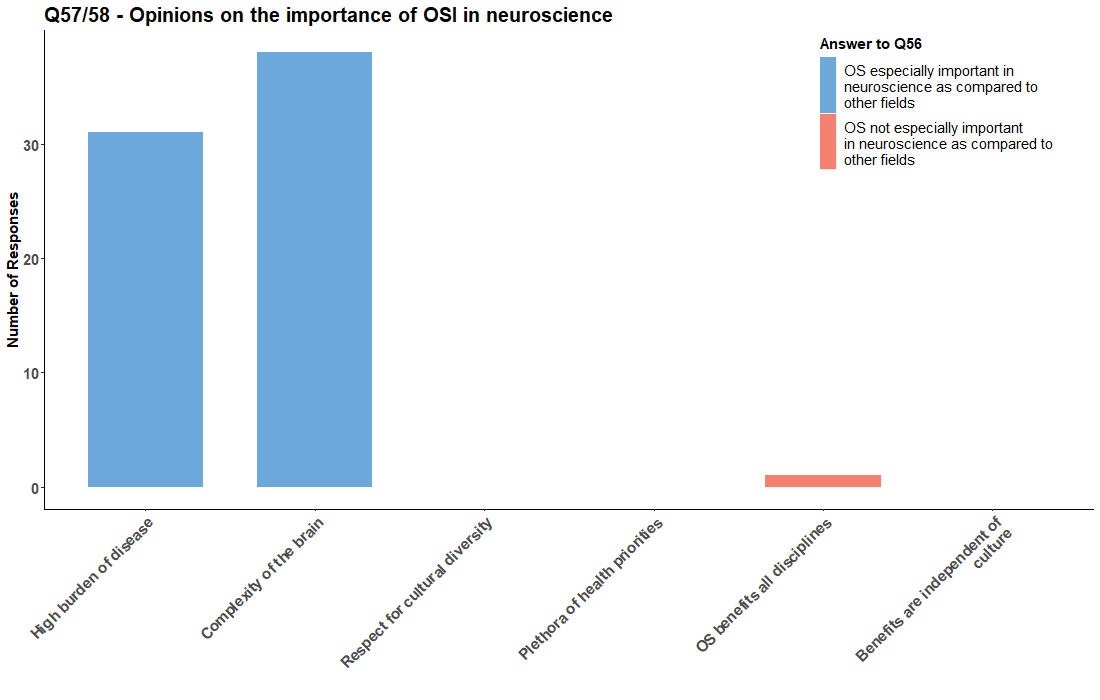 Q57/58 - Opinions on the importance of OSI in neuroscience
Answer to Q56
OS especially important in
neuroscience as compared to
other fields
OS not especially important
in neuroscience as compared to
other fields
Number of Responses
30
20
10
0
High burden of disease
Complexity of the brain
Respect for cultural diversity
Plethora of health priorities
OS benefits all disciplines
Benefits are independent of
culture